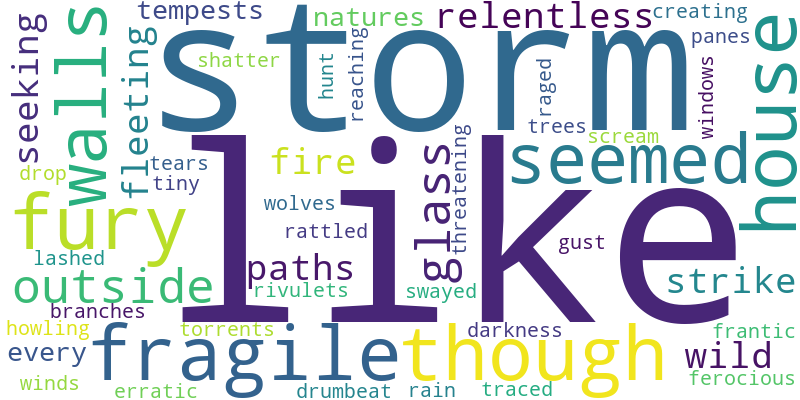 tempests
natures
relentless
creating
panes
seeking
walls
fleeting
storm
shatter
hunt
reaching
raged
windows
house
trees
scream
seemed
tears
tiny
drop
fire
like
glass
threatening
fury
wolves
rattled
gust
lashed
outside
paths
rivulets
swayed
strike
branches
howling
every
fragile
torrents
though
darkness
wild
frantic
winds
erratic
drumbeat
rain
traced
ferocious